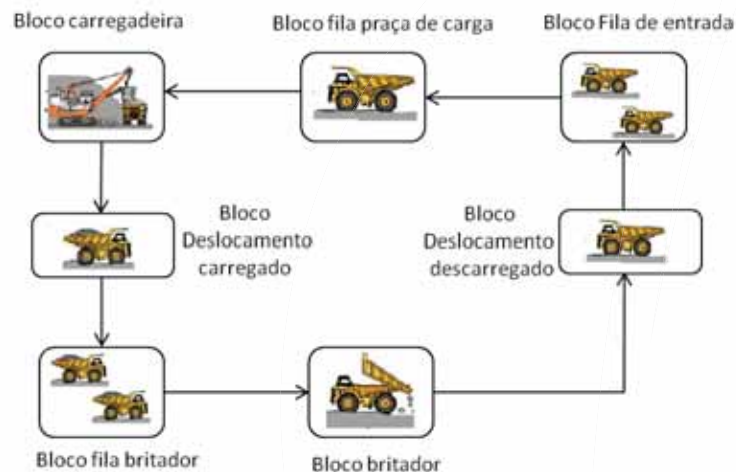 Bloco carregadeira
Bloco fila praça de carga
Bloco Fila de entrada
Bloco
Deslocamento
carregado
Bloco
Deslocamento
descarregado
Bloco fila britador
Bloco britador